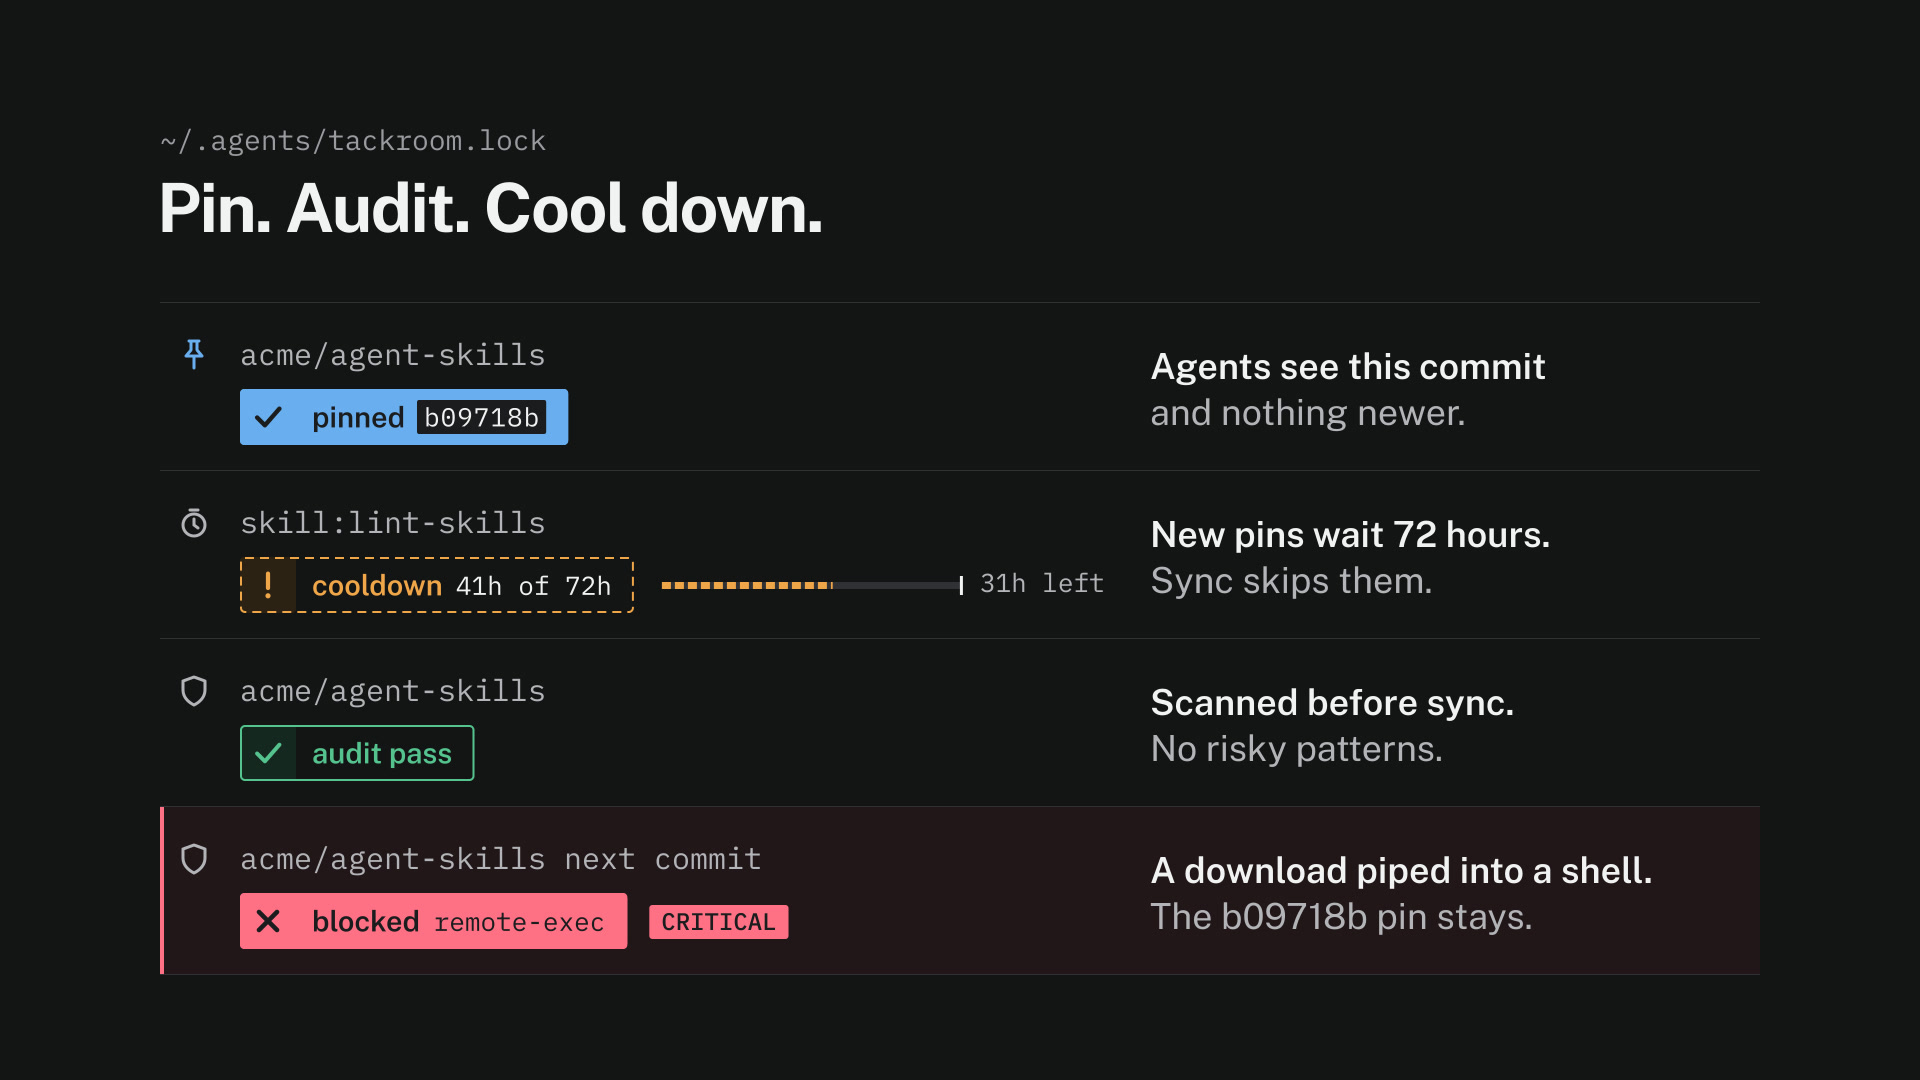 ~/.agents/tackroom.lock
Pin. Audit. Cool down.
acme/agent-skills
pinned b09718b
Agents see this commit
and nothing newer.
skill:lint-skills
! cooldown 41h of 72h
31h left
New pins wait 72 hours.
Sync skips them.
acme/agent-skills
audit pass
Scanned before sync.
No risky patterns.
acme/agent-skills next commit
blocked remote-exec
CRITICAL
A download piped into a shell.
The b09718b pin stays.